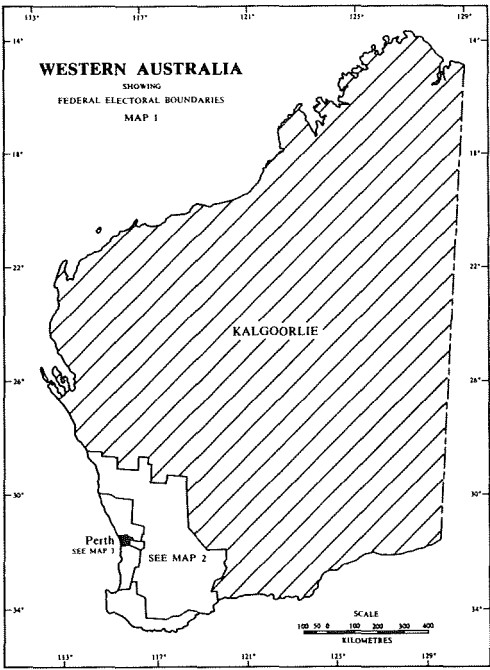 113° 117° 121° 125° 129°
14°
14°
WESTERN AUSTRALIA
SHOWING
FEDERAL ELECTORAL BOUNDARIES
MAP 1
18°
18°
22°
22°
KALGOORLIE
26°
26°
30°
30°
Perth
SEE MAP 3
SEE MAP 2
34°
34°
SCALE
100 50 0 100 200 300 400
KILOMETRES
113° 117° 121° 125° 129°